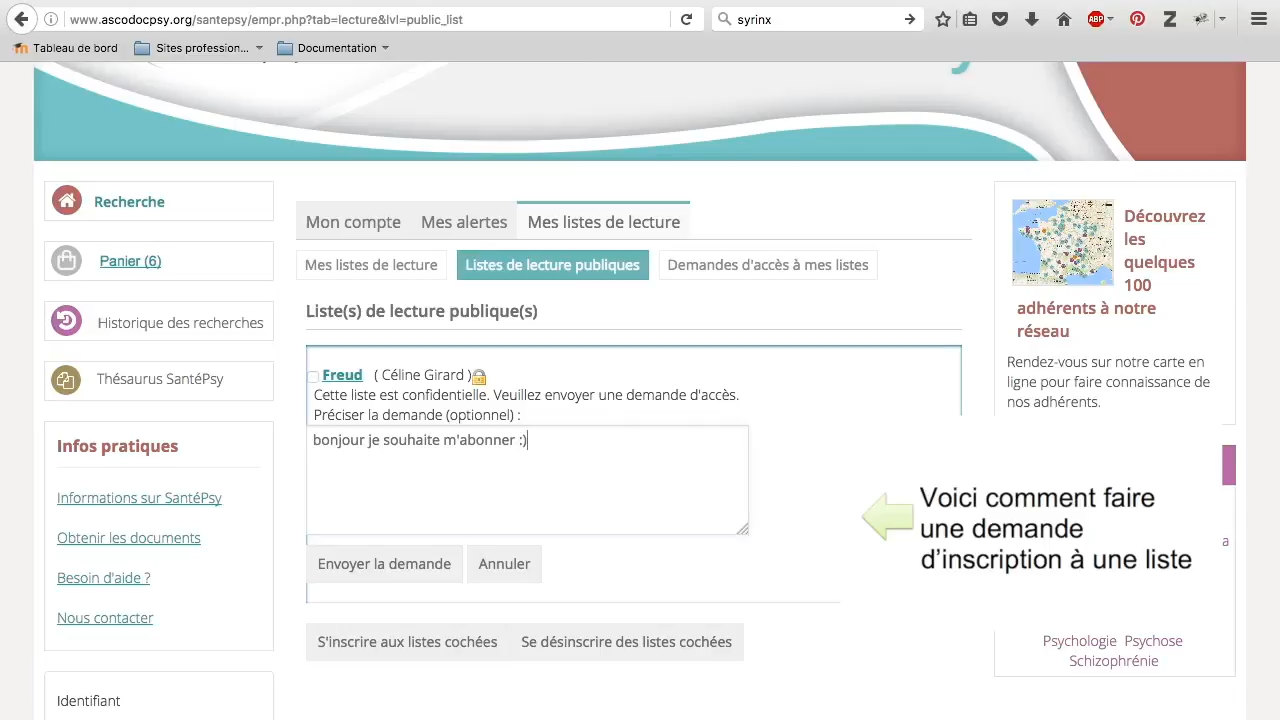 www.ascodocpsy.org/santepsy/empr.php?tab=lecture&lvl=public_list
syrinx
ABP
Z
Tableau de bord
Sites profession...
Documentation
Recherche
Panier (6)
Historique des recherches
Thésaurus SantéPsy
Infos pratiques
Informations sur SantéPsy
Obtenir les documents
Besoin d'aide ?
Nous contacter
Identifiant
Mon compte
Mes alertes
Mes listes de lecture
Mes listes de lecture
Listes de lecture publiques
Demandes d'accès à mes listes
Liste(s) de lecture publique(s)
Freud ( Céline Girard )
Cette liste est confidentielle. Veuillez envoyer une demande d'accès.
Préciser la demande (optionnel) :
bonjour je souhaite m'abonner :)
Envoyer la demande
Annuler
S'inscrire aux listes cochées
Se désinscrire des listes cochées
Voici comment faire
une demande
d’inscription à une liste
Découvrez
les
quelques
100
adhérents à notre
réseau
Rendez-vous sur notre carte en
ligne pour faire connaissance de
nos adhérents.
a
Psychologie Psychose
Schizophrénie